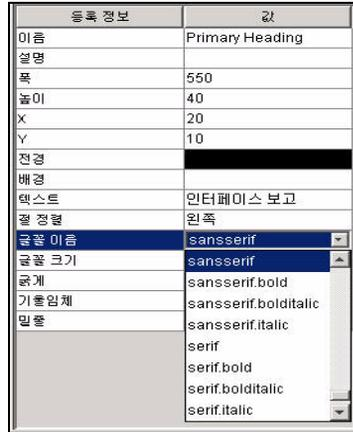 등록 정보 값
이름 Primary Heading
설명
폭 550
높이 40
X 20
Y 10
전경
배경
텍스트 인터페이스 보고
절 정렬 왼쪽
글꼴 이름 sansserif
글꼴 크기 sansserif
굵게 sansserif.bold
기울임체 sansserif.bolditalic
밑줄 sansserif.italic
serif
serif.bold
serif.bolditalic
serif.italic